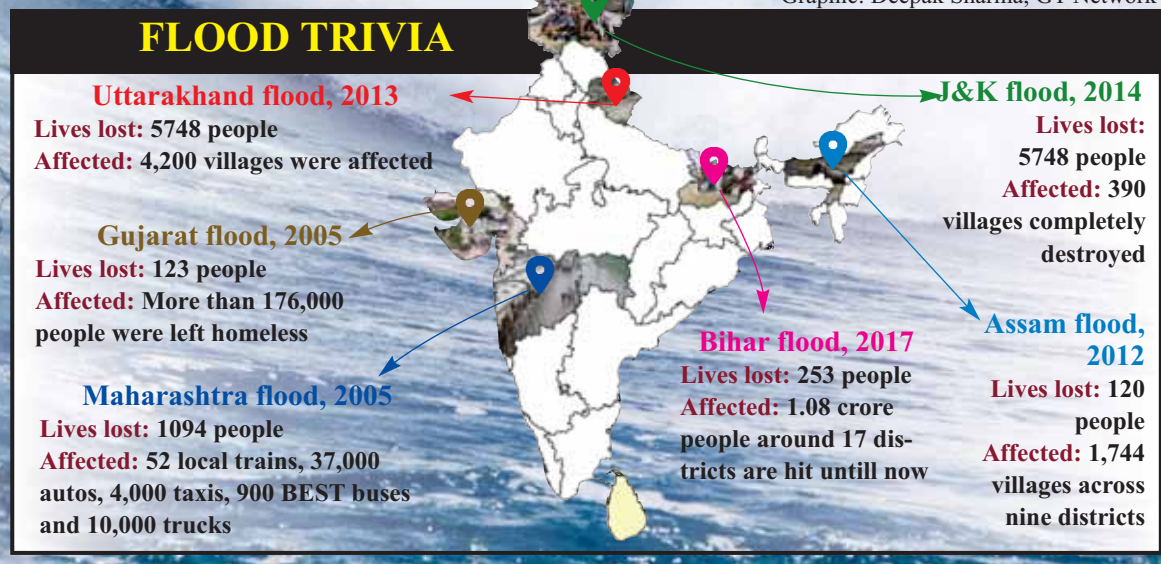 Graphic: Deepak Sharma, GT Network
FLOOD TRIVIA
Uttarakhand flood, 2013
Lives lost: 5748 people
Affected: 4,200 villages were affected
Gujarat flood, 2005
Lives lost: 123 people
Affected: More than 176,000
people were left homeless
Maharashtra flood, 2005
Lives lost: 1094 people
Affected: 52 local trains, 37,000
autos, 4,000 taxis, 900 BEST buses
and 10,000 trucks
Bihar flood, 2017
Lives lost: 253 people
Affected: 1.08 crore
people around 17 dis-
tricts are hit untill now
J&K flood, 2014
Lives lost:
5748 people
Affected: 390
villages completely
destroyed
Assam flood,
2012
Lives lost: 120
people
Affected: 1,744
villages across
nine districts